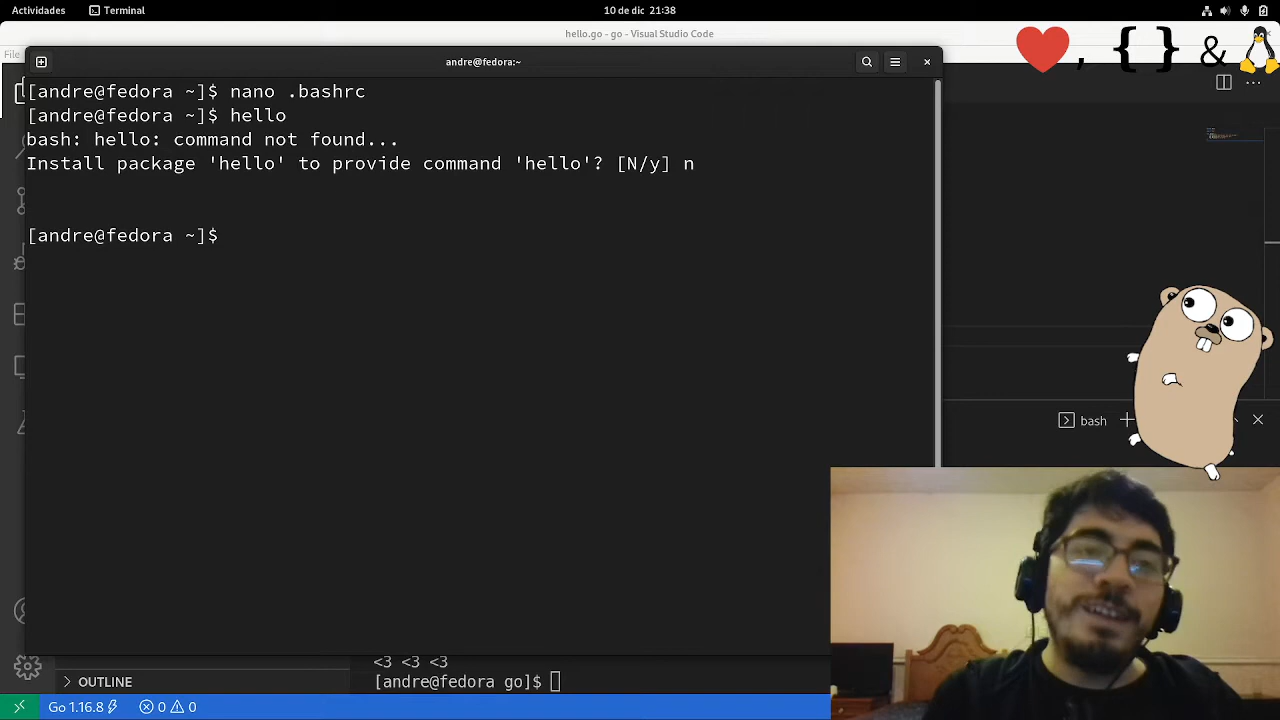 Actividades
Terminal
10 de dic 21:38
hello.go - go - Visual Studio Code
File
andre@fedora:~
, { } &
[andre@fedora ~]$ nano .bashrc
[andre@fedora ~]$ hello
bash: hello: command not found...
Install package 'hello' to provide command 'hello'? [N/y] n
[andre@fedora ~]$
bash
<3 <3 <3
OUTLINE
[andre@fedora go]$
Go 1.16.8
0
0